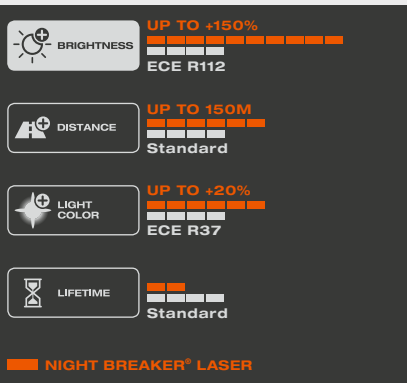 UP TO +150%
BRIGHTNESS
ECE R112
UP TO 150M
DISTANCE
Standard
UP TO +20%
LIGHT
COLOR
ECE R37
LIFETIME
Standard
NIGHT BREAKER® LASER